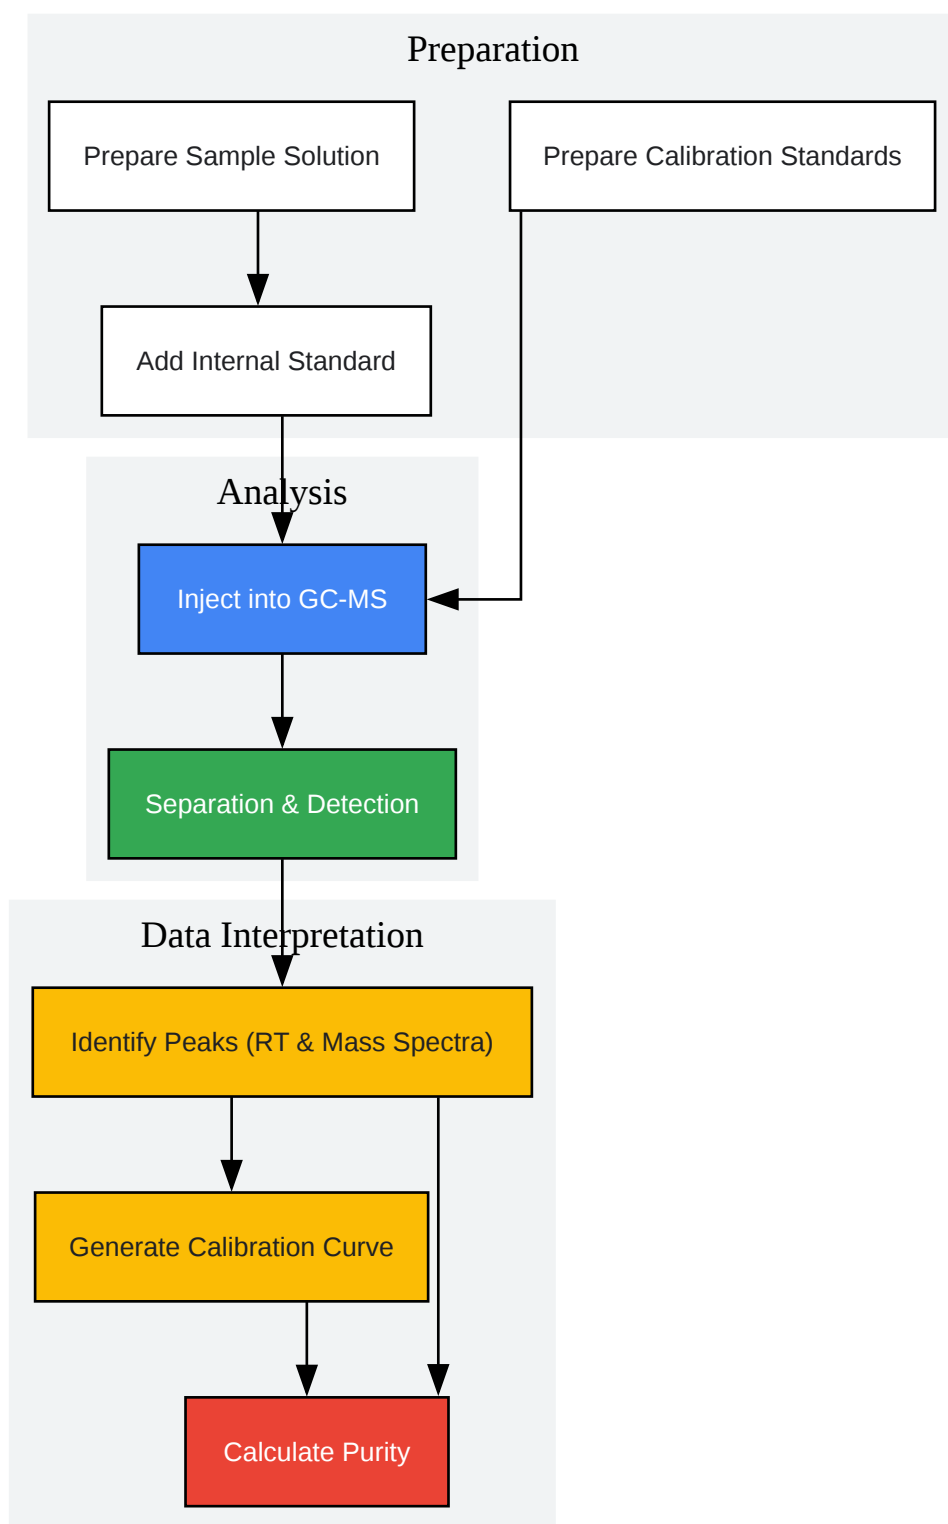 Preparation
Prepare Sample Solution
Prepare Calibration Standards
Add Internal Standard
Analysis
Inject into GC-MS
Separation & Detection
Data Interpretation
Identify Peaks (RT & Mass Spectra)
Generate Calibration Curve
Calculate Purity